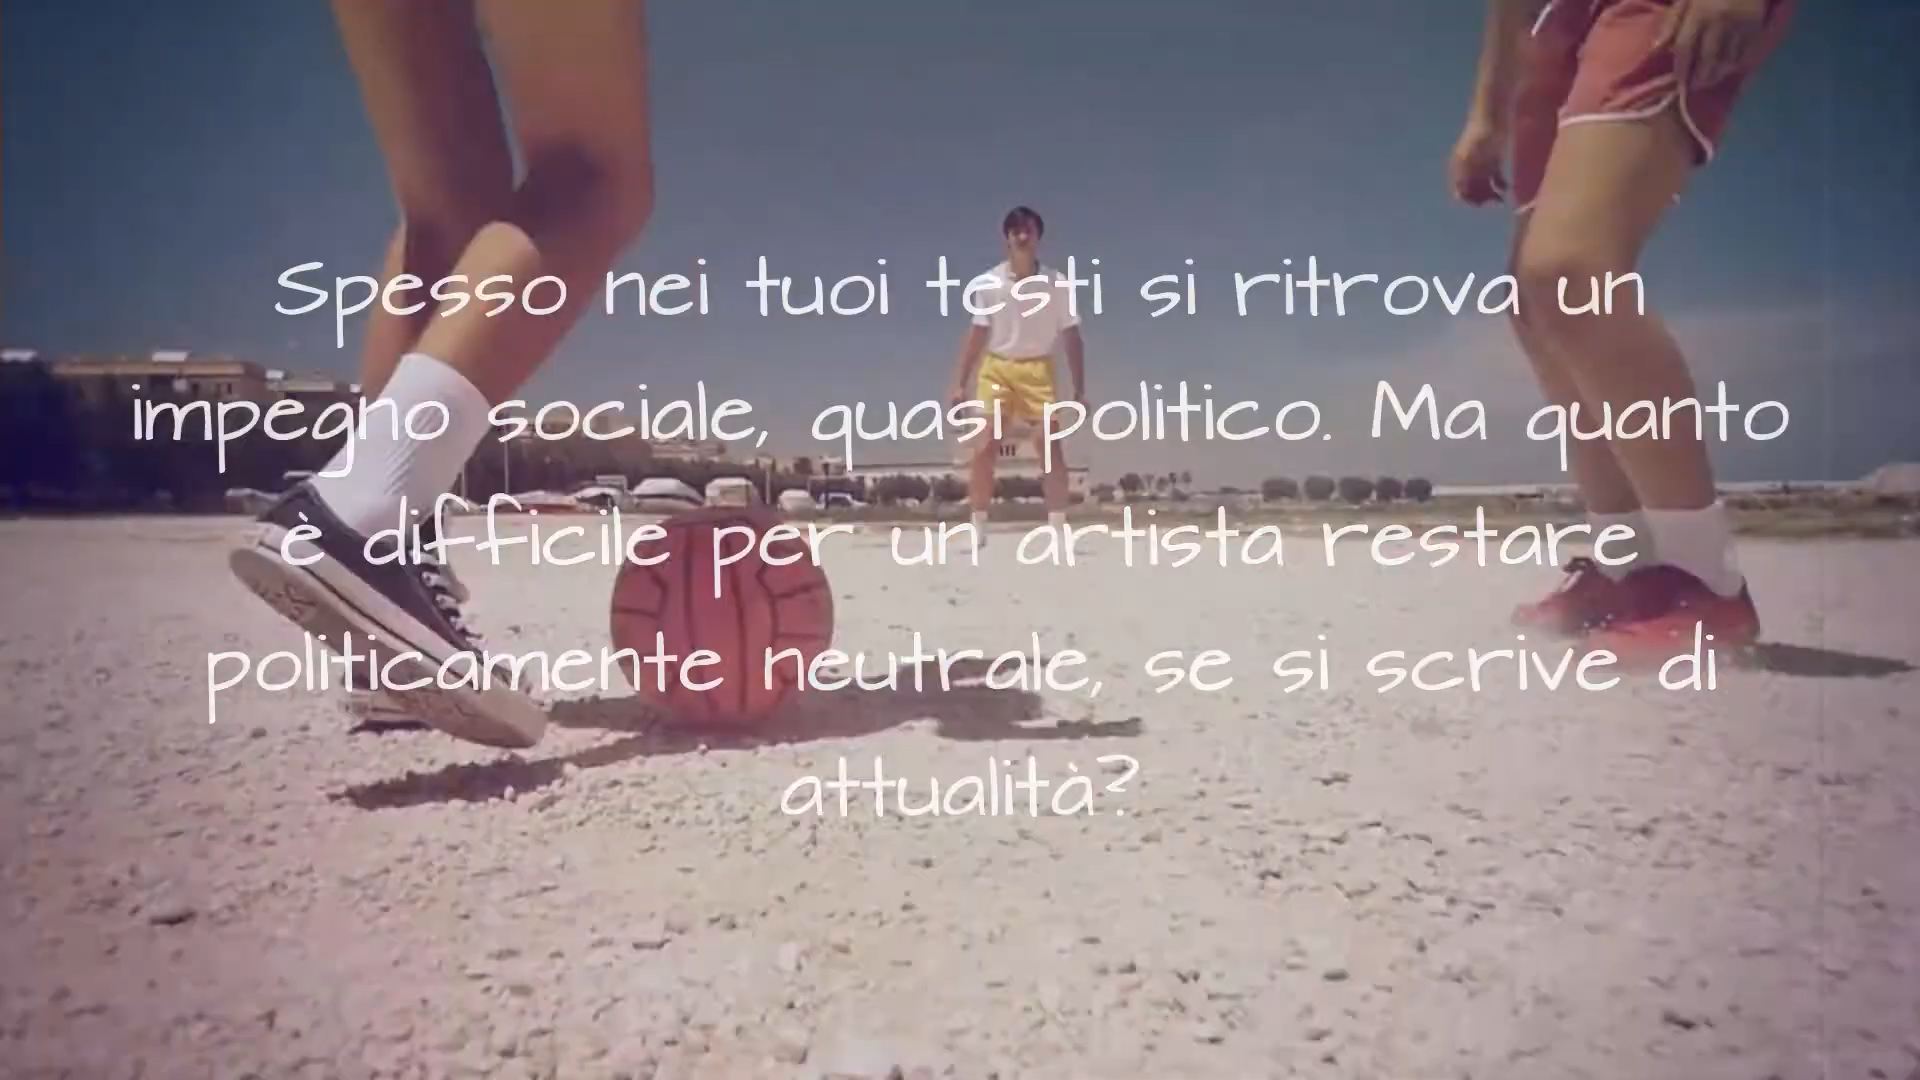 Spesso nei tuoi testi si ritrova un
impegno sociale, quasi politico. Ma quanto
è difficile per un artista restare
politicamente neutrale, se si scrive di
attualità?